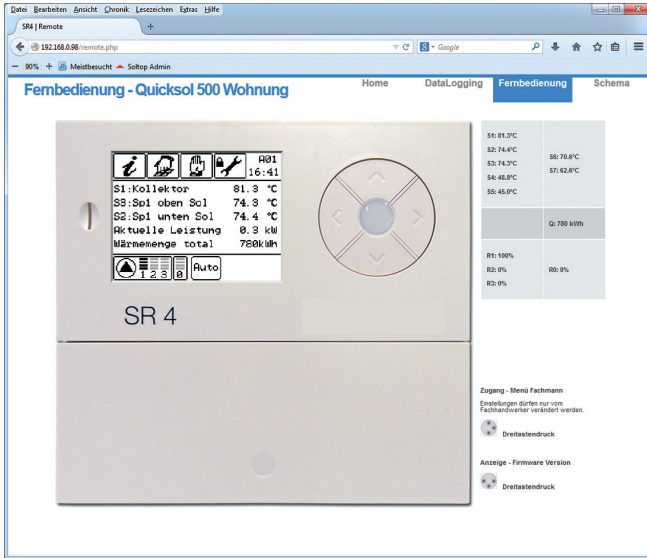 Datei Bearbeiten Ansicht Chronik Lesezeichen Extras Hilfe
SR4 | Remote
192.168.0.98/remote.php
Google
90% + Meistbesucht Soltop Admin
Fernbedienung - Quicksol 500 Wohnung
Home DataLogging Fernbedienung Schema
A01
16:41
S1:Kollektor 81.3 °C
S3:Sp1 oben Sol 74.3 °C
S2:Sp1 unten Sol 74.4 °C
Aktuelle Leistung 0.3 kW
Wärmemenge total 780kWh
1 2 3 0 Auto
SR 4
S1: 81.3°C
S2: 74.4°C
S3: 74.3°C
S4: 48.8°C
S5: 45.0°C
S6: 70.6°C
S7: 62.6°C
Q: 780 kWh
R1: 100%
R2: 0%
R3: 0%
R0: 0%
Zugang - Menü Fachmann
Einstellungen dürfen nur vom
Fachhandwerker verändert werden.
Dreitastendruck
Anzeige - Firmware Version
Dreitastendruck